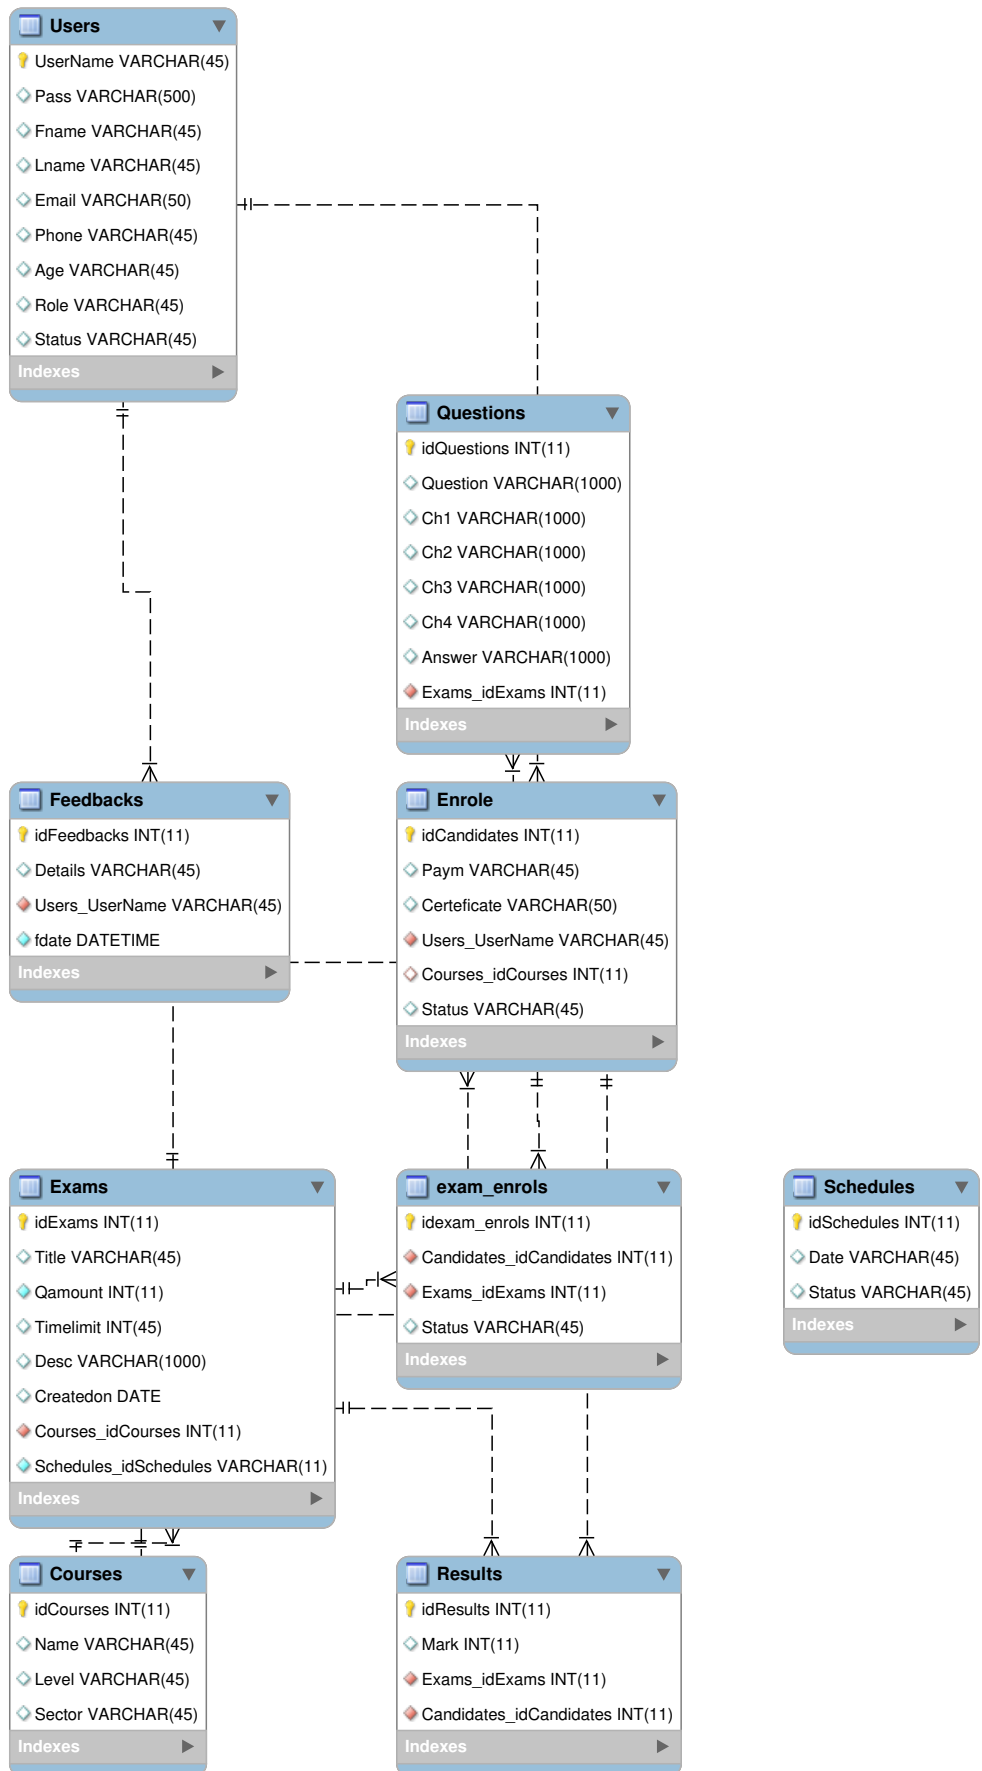 Users
UserName VARCHAR(45)
Pass VARCHAR(500)
Fname VARCHAR(45)
Lname VARCHAR(45)
Email VARCHAR(50)
Phone VARCHAR(45)
Age VARCHAR(45)
Role VARCHAR(45)
Status VARCHAR(45)
Indexes
Questions
idQuestions INT(11)
Question VARCHAR(1000)
Ch1 VARCHAR(1000)
Ch2 VARCHAR(1000)
Ch3 VARCHAR(1000)
Ch4 VARCHAR(1000)
Answer VARCHAR(1000)
Exams_idExams INT(11)
Indexes
Feedbacks
idFeedbacks INT(11)
Details VARCHAR(45)
Users_UserName VARCHAR(45)
fdate DATETIME
Indexes
Enrole
idCandidates INT(11)
Paym VARCHAR(45)
Certeficate VARCHAR(50)
Users_UserName VARCHAR(45)
Courses_idCourses INT(11)
Status VARCHAR(45)
Indexes
Exams
idExams INT(11)
Title VARCHAR(45)
Qamount INT(11)
Timelimit INT(45)
Desc VARCHAR(1000)
Createdon DATE
Courses_idCourses INT(11)
Schedules_idSchedules VARCHAR(11)
Indexes
exam_enrols
idexam_enrols INT(11)
Candidates_idCandidates INT(11)
Exams_idExams INT(11)
Status VARCHAR(45)
Indexes
Schedules
idSchedules INT(11)
Date VARCHAR(45)
Status VARCHAR(45)
Indexes
Courses
idCourses INT(11)
Name VARCHAR(45)
Level VARCHAR(45)
Sector VARCHAR(45)
Indexes
Results
idResults INT(11)
Mark INT(11)
Exams_idExams INT(11)
Candidates_idCandidates INT(11)
Indexes